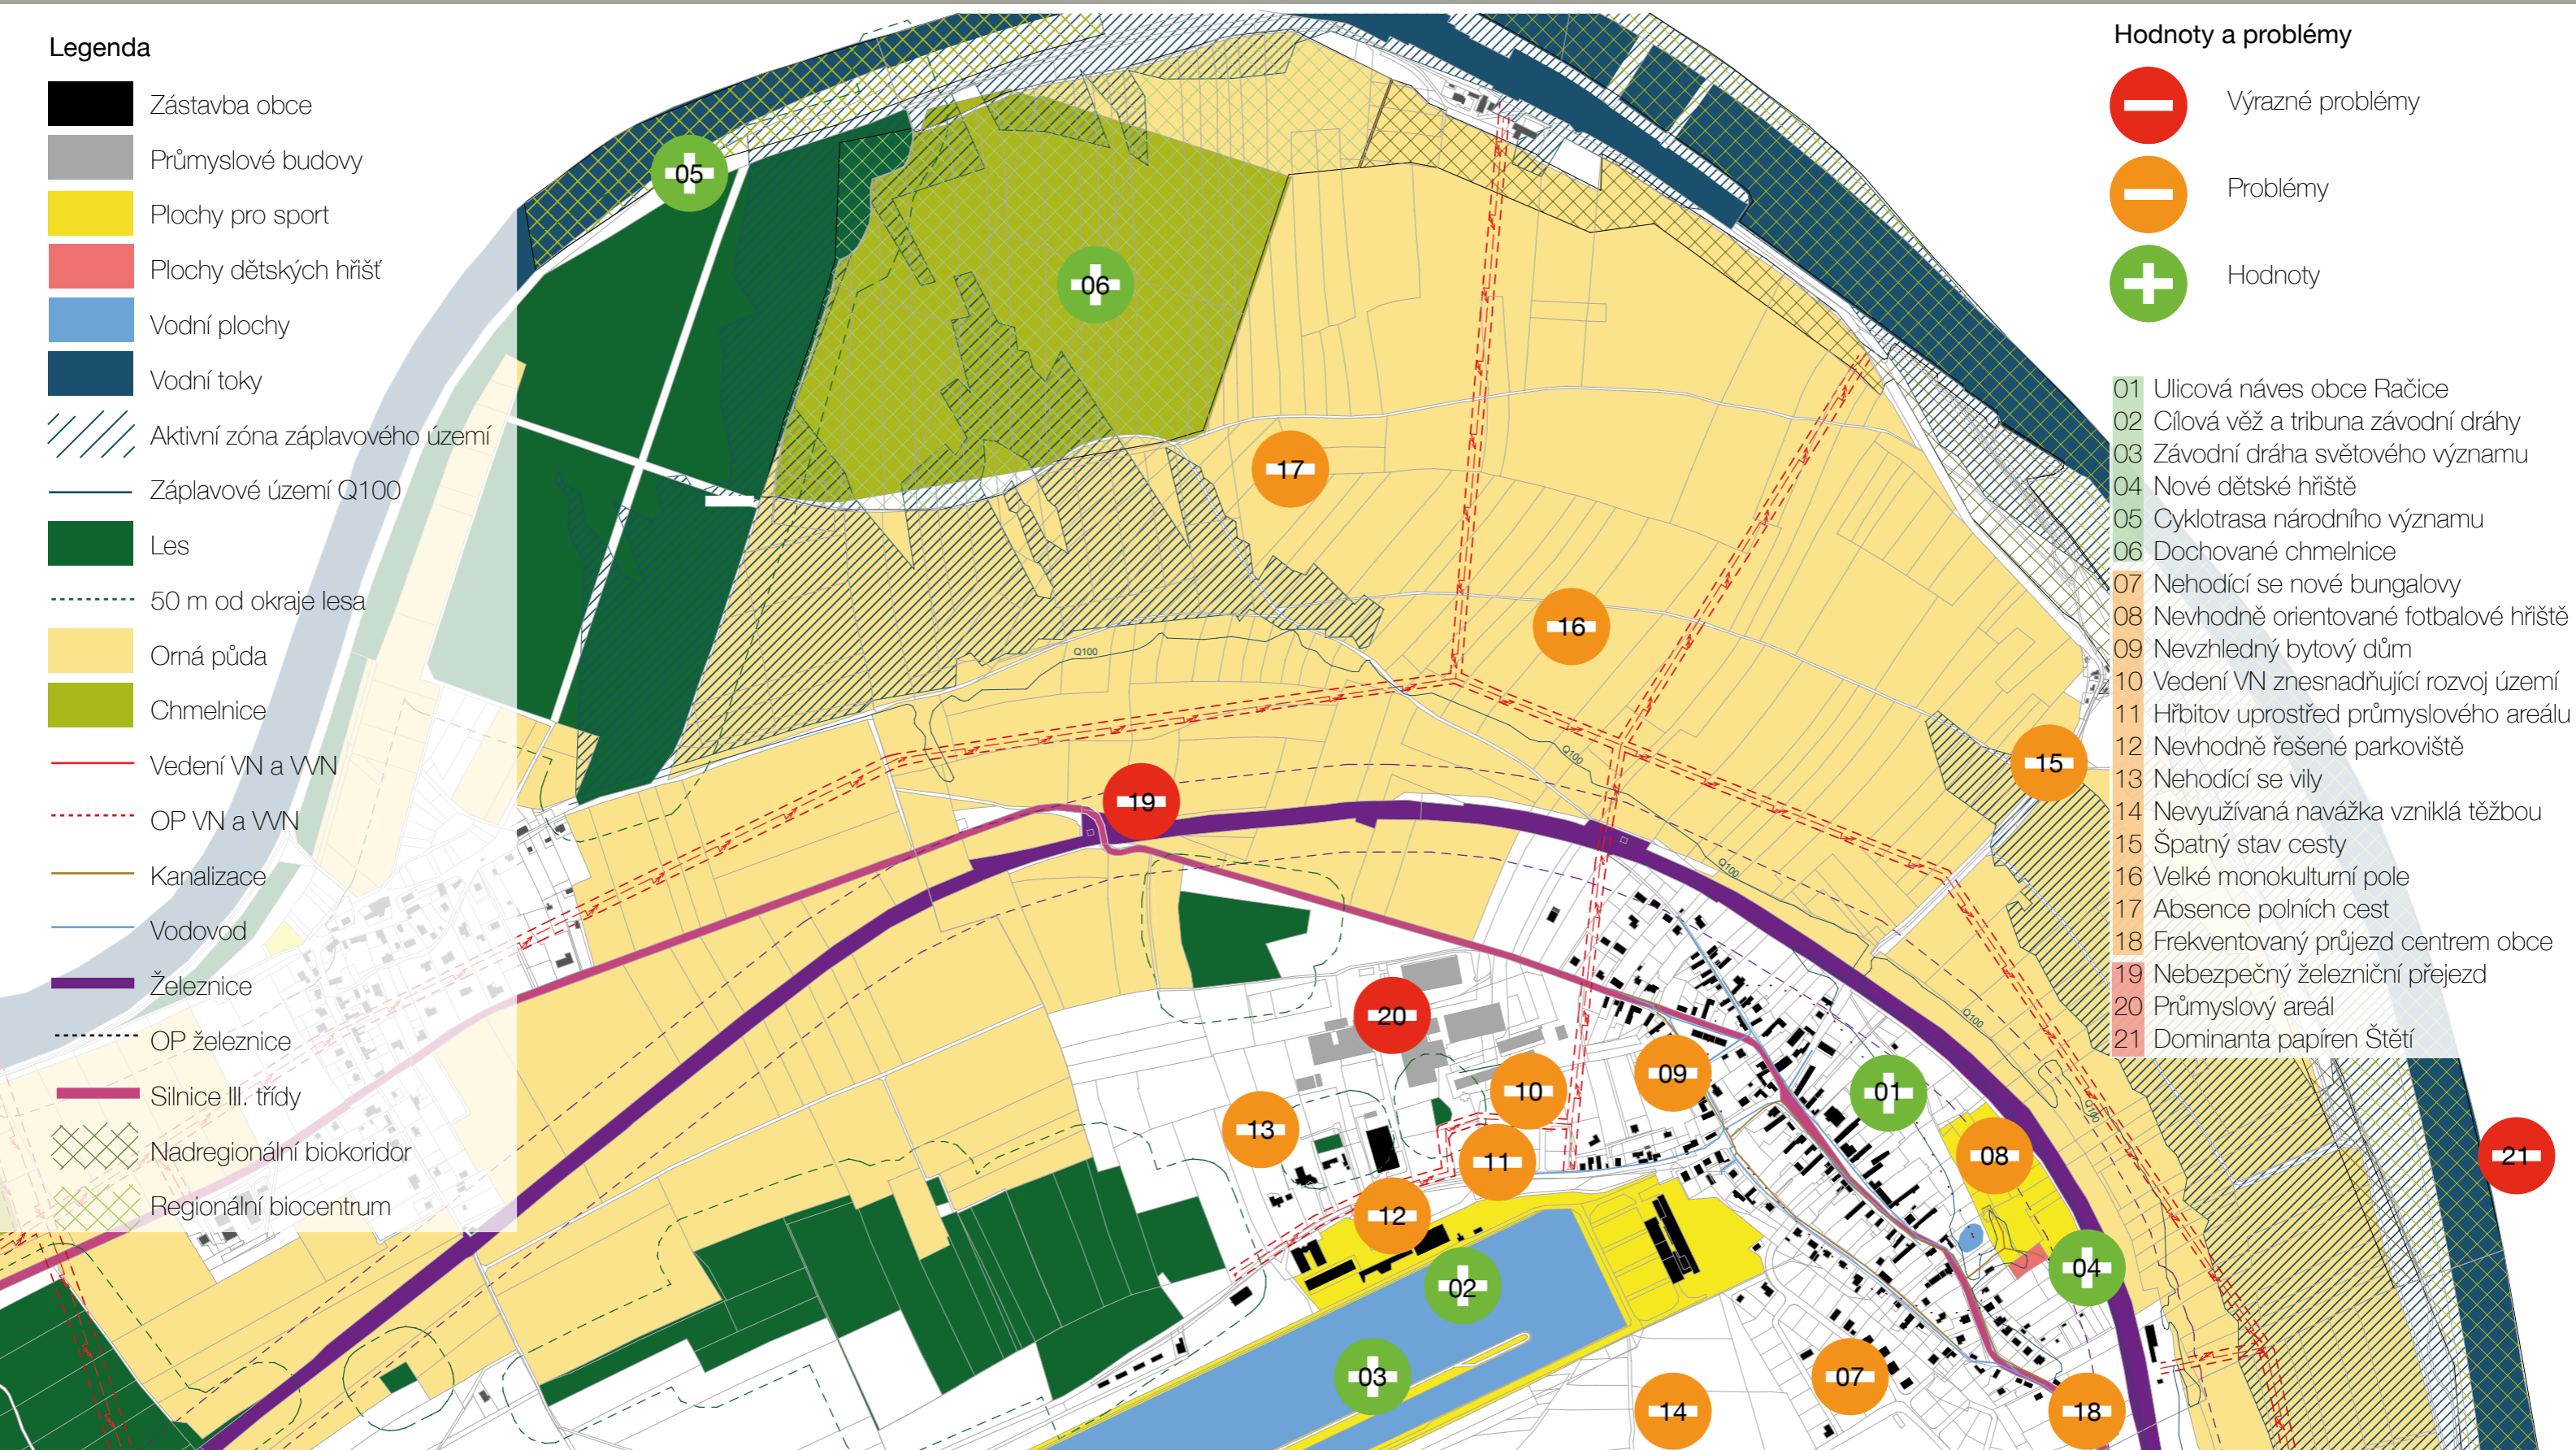 Legenda
Zástavba obce
Průmyslové budovy
Plochy pro sport
Plochy dětských hřišť
Vodní plochy
Vodní toky
Aktivní zóna záplavového území
Záplavové území Q100
Les
50 m od okraje lesa
Orná půda
Chmelnice
Vedení VN a VVN
OP VN a VVN
Kanalizace
Vodovod
Železnice
OP železnice
Silnice III. třídy
Nadregionální biokoridor
Regionální biocentrum
Hodnoty a problémy
Výrazné problémy
Problémy
Hodnoty
01 Ulicová náves obce Račice
02 Cílová věž a tribuna závodní dráhy
03 Závodní dráha světového významu
04 Nové dětské hřiště
05 Cyklotrasa národního významu
06 Dochované chmelnice
07 Nehodící se nové bungalovy
08 Nevhodně orientované fotbalové hřiště
09 Nevzhledný bytový dům
10 Vedení VN znesnadňující rozvoj území
11 Hřbitov uprostřed průmyslového areálu
12 Nevhodně řešené parkoviště
13 Nehodící se vily
14 Nevyužívaná navážka vzniklá těžbou
15 Špatný stav cesty
16 Velké monokulturní pole
17 Absence polních cest
18 Frekventovaný průjezd centrem obce
19 Nebezpečný železniční přejezd
20 Průmyslový areál
21 Dominanta papíren Štětí
05
06
17
16
Q100
Q100
15
19
Q100
20
Q100
09
10
01
Q100
13
11
08
21
12
02
04
03
07
14
18